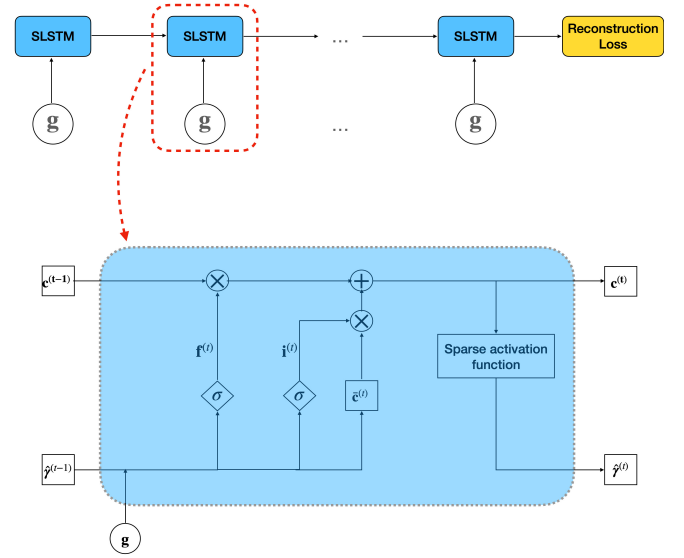 SLSTM
SLSTM
...
SLSTM
Reconstruction
Loss
g
g
...
g
c^(t−1)
c^(t)
f^(t)
i^(t)
Sparse activation
function
σ
σ
c̃^(t)
γ̂^(t−1)
γ̂^(t)
g